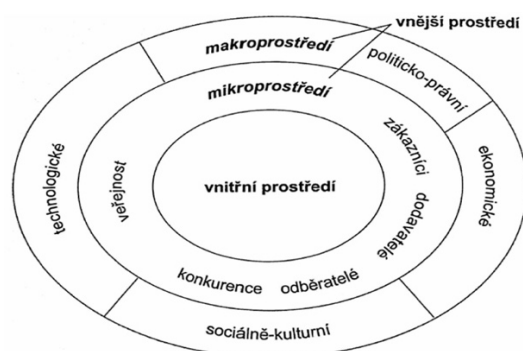 vnější prostředí
makroprostředí
politicko-právní
mikroprostředí
zákazníci
ekonomické
technologické
veřejnost
vnitřní prostředí
dodavatelé
konkurence
odběratelé
sociálně-kulturní